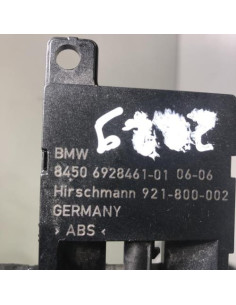 BMW
8450 6928461-01 06-06
Hirschmann 921-800-002
GERMANY
> ABS <